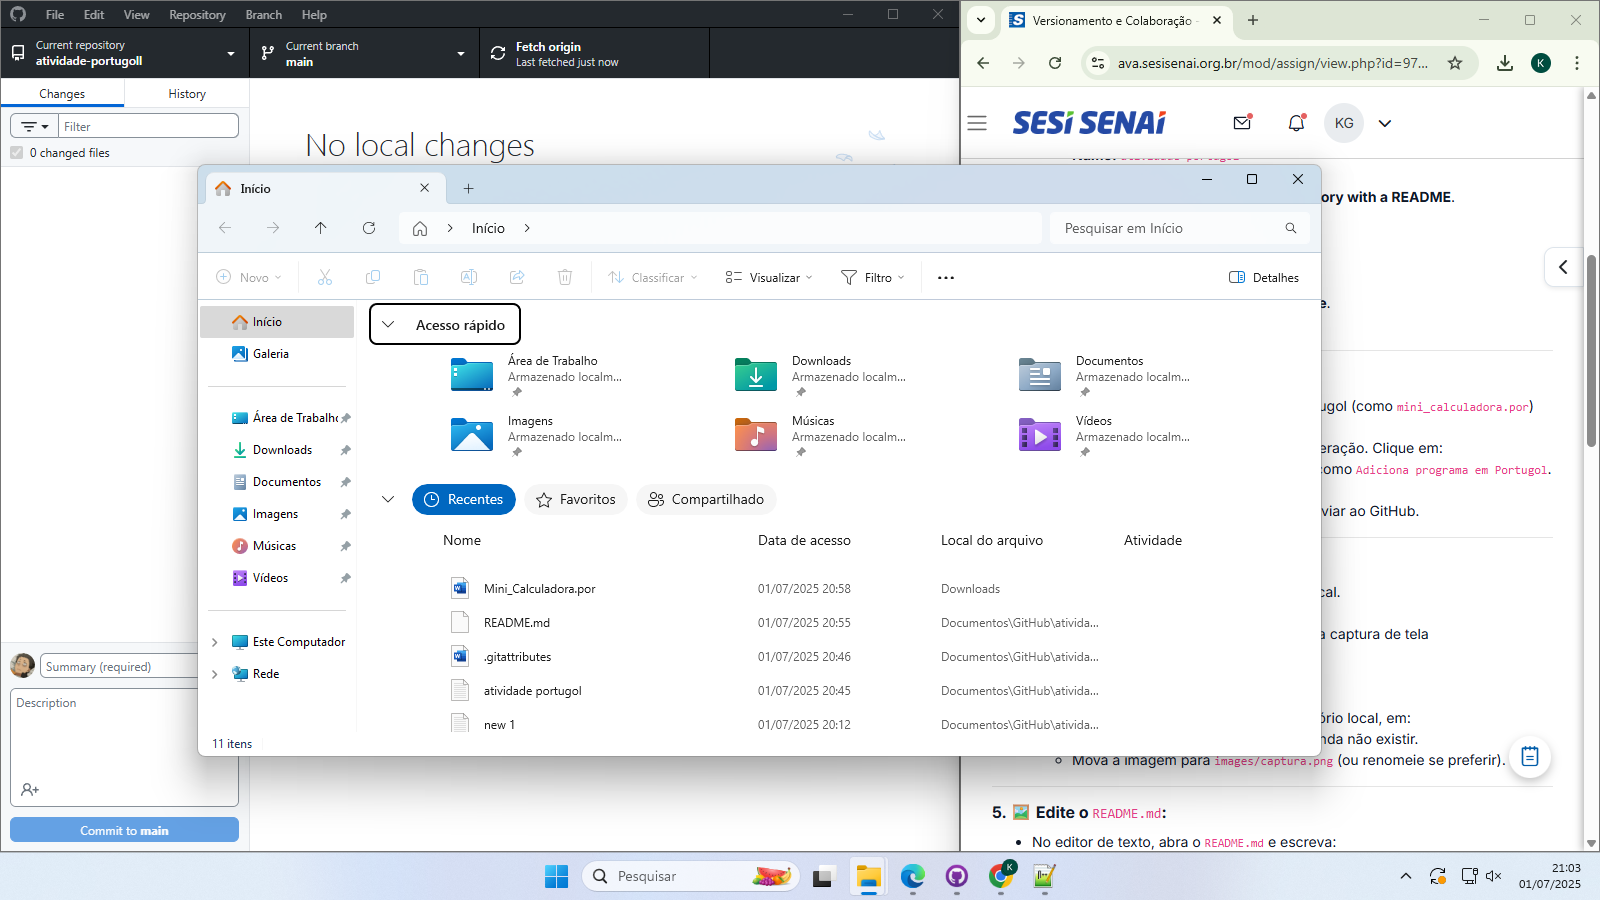 File Edit View Repository Branch Help
Current repository
atividade-portugoll
Current branch
main
Fetch origin
Last fetched just now
Changes
History
Filter
0 changed files
No local changes
Summary (required)
Description
Commit to main
Versionamento e Colaboração -
ava.sesisenai.org.br/mod/assign/view.php?id=97...
K
SESI SENAI
KG
ory with a README.
e.
ugol (como mini_calculadora.por)
eração. Clique em:
omo Adiciona programa em Portugol.
viar ao GitHub.
cal.
a captura de tela
ório local, em:
nda não existir.
Mova a imagem para images/captura.png (ou renomeie se preferir).
5. Edite o README.md:
No editor de texto, abra o README.md e escreva:
Início
Início
Pesquisar em Início
Novo
Classificar
Visualizar
Filtro
Detalhes
Início
Galeria
Área de Trabalho
Downloads
Documentos
Imagens
Músicas
Vídeos
Este Computador
Rede
11 itens
Acesso rápido
Área de Trabalho
Armazenado localm...
Downloads
Armazenado localm...
Documentos
Armazenado localm...
Imagens
Armazenado localm...
Músicas
Armazenado localm...
Vídeos
Armazenado localm...
Recentes
Favoritos
Compartilhado
Nome Data de acesso Local do arquivo Atividade
Mini_Calculadora.por 01/07/2025 20:58 Downloads
README.md 01/07/2025 20:55 Documentos\GitHub\ativida...
.gitattributes 01/07/2025 20:46 Documentos\GitHub\ativida...
atividade portugol 01/07/2025 20:45 Documentos\GitHub\ativida...
new 1 01/07/2025 20:12 Documentos\GitHub\ativida...
Pesquisar
K
21:03
01/07/2025